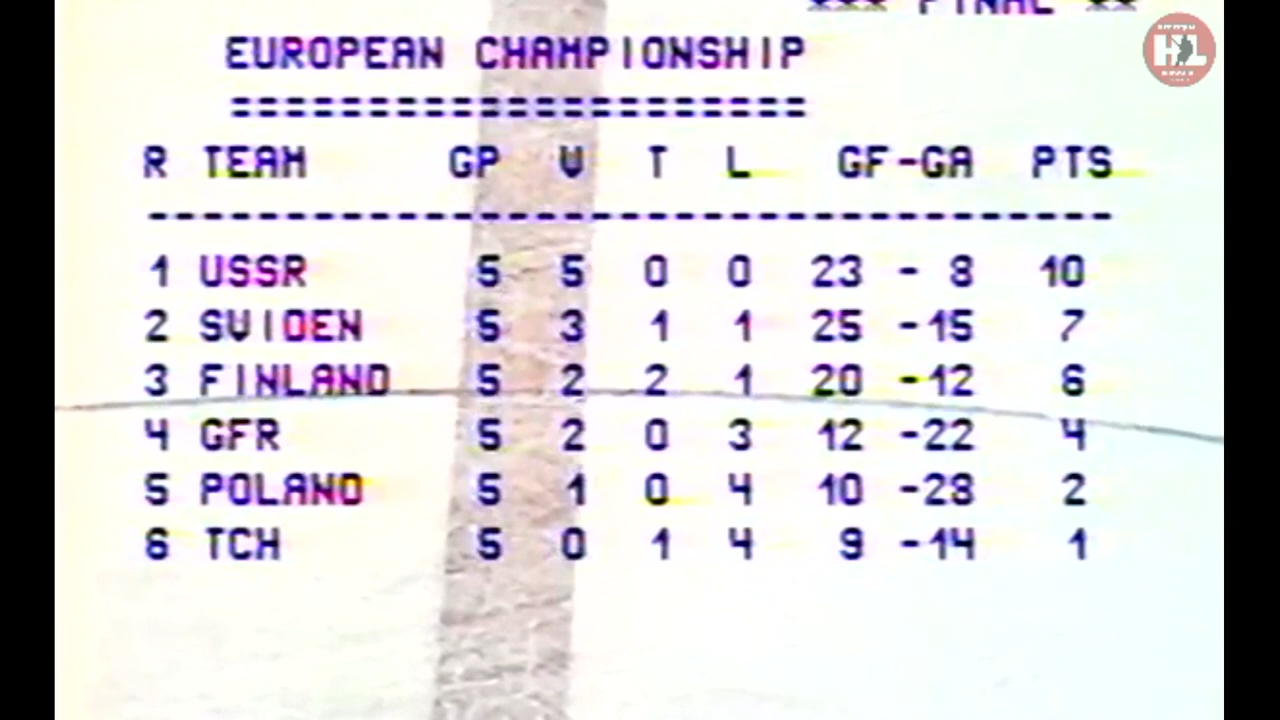 *** FINAL **
EUROPEAN CHAMPIONSHIP
=====================
R TEAM GP W T L GF-GA PTS
-----------------------------------
1 USSR 5 5 0 0 23 - 8 10
2 SWIDEN 5 3 1 1 25 -15 7
3 FINLAND 5 2 2 1 20 -12 6
4 GFR 5 2 0 3 12 -22 4
5 POLAND 5 1 0 4 10 -28 2
6 TCH 5 0 1 4 9 -14 1
HL